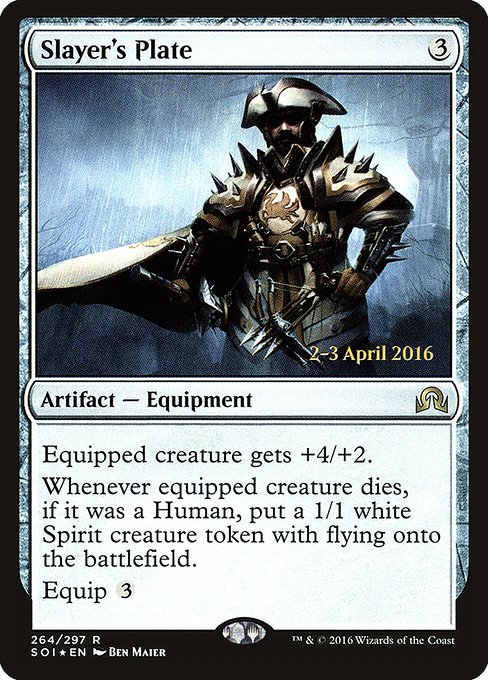 Slayer's Plate 3
2–3 April 2016
Artifact — Equipment
Equipped creature gets +4/+2.
Whenever equipped creature dies,
if it was a Human, put a 1/1 white
Spirit creature token with flying onto
the battlefield.
Equip 3
264/297 R
™ & © 2016 Wizards of the Coast
SOI★EN Ben Maier